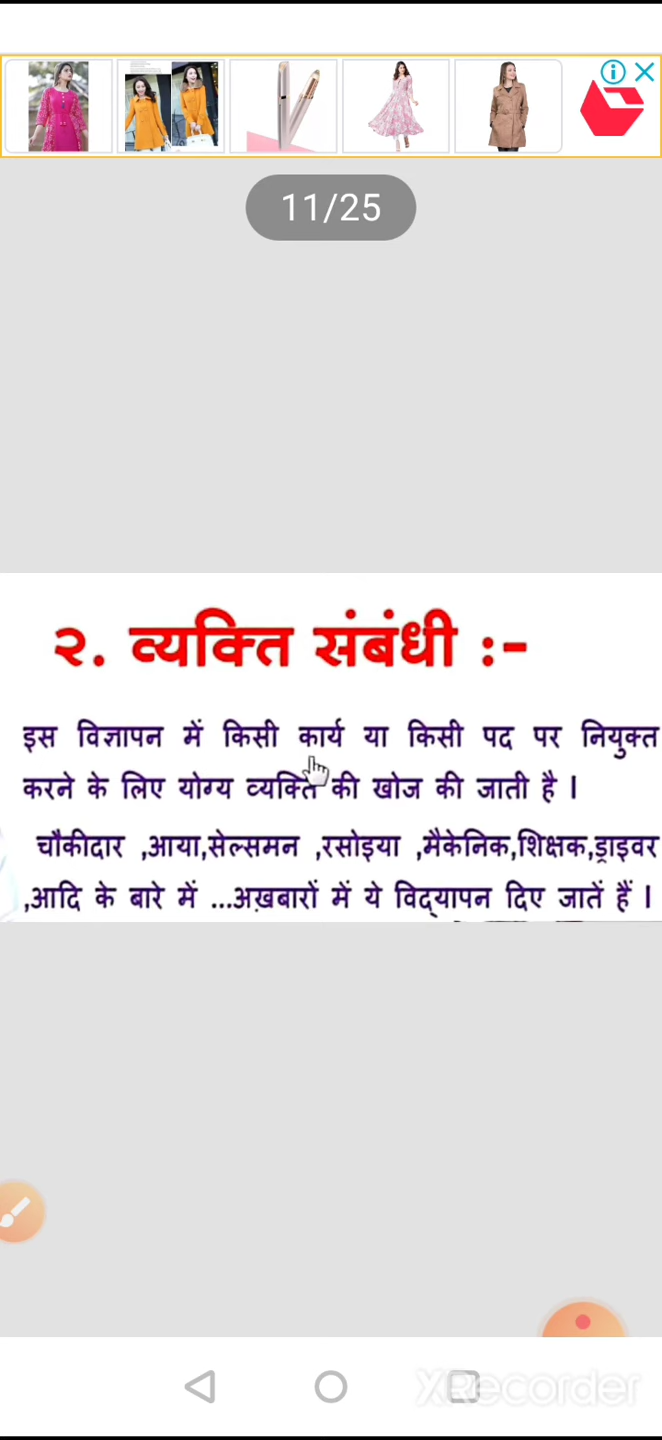 11/25
२. व्यक्ति संबंधी :-
इस विज्ञापन में किसी कार्य या किसी पद पर नियुक्त
करने के लिए योग्य व्यक्ति की खोज की जाती है I
चौकीदार ,आया,सेल्समन ,रसोइया ,मैकेनिक,शिक्षक,ड्राइवर
,आदि के बारे में ...अख़बारों में ये विद्यापन दिए जातें हैं I
XRecorder